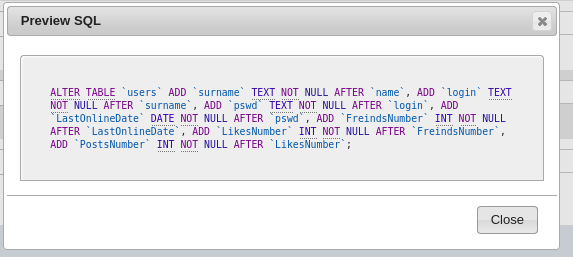 Preview SQL
ALTER TABLE `users` ADD `surname` TEXT NOT NULL AFTER `name`, ADD `login` TEXT
NOT NULL AFTER `surname`, ADD `pswd` TEXT NOT NULL AFTER `login`, ADD
`LastOnlineDate` DATE NOT NULL AFTER `pswd`, ADD `FreindsNumber` INT NOT NULL
AFTER `LastOnlineDate`, ADD `LikesNumber` INT NOT NULL AFTER `FreindsNumber`,
ADD `PostsNumber` INT NOT NULL AFTER `LikesNumber`;
Close